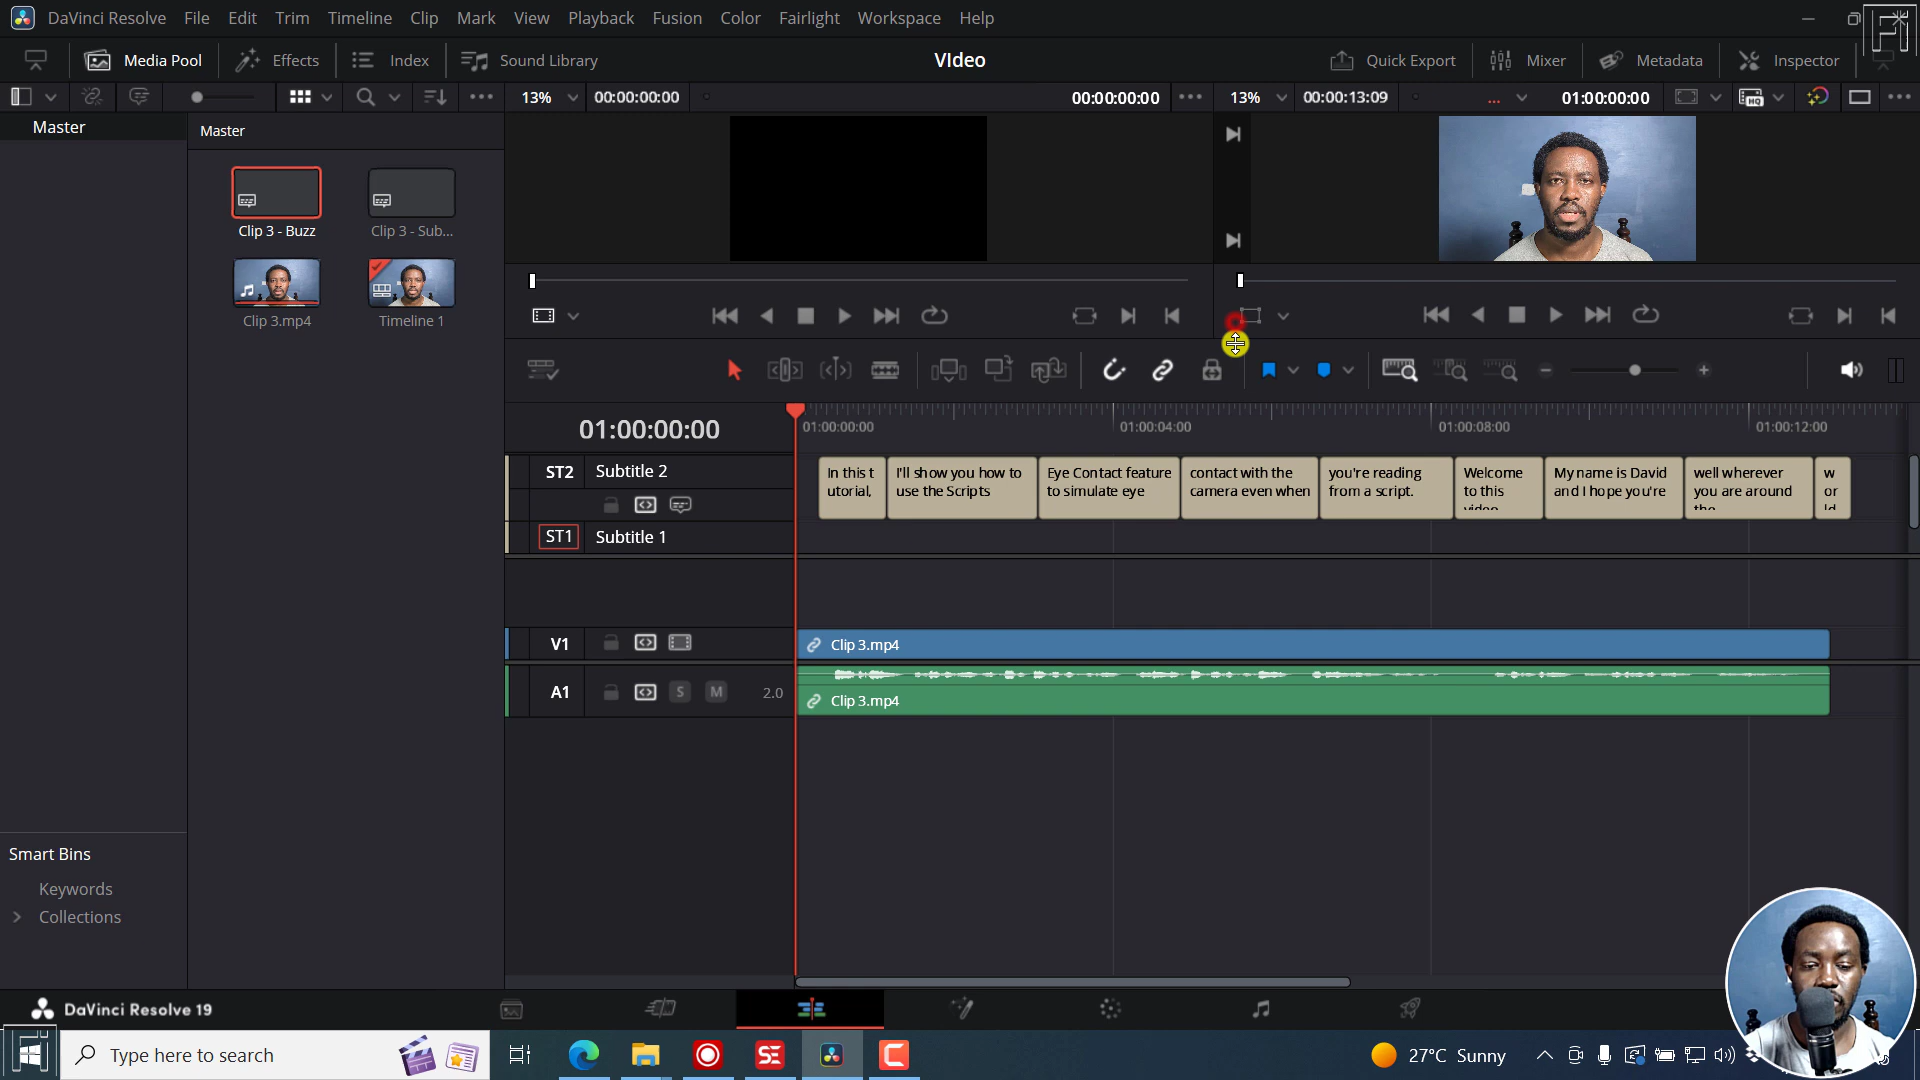 DaVinci Resolve File Edit Trim Timeline Clip Mark View Playback Fusion Color Fairlight Workspace Help
Media Pool Effects Index Sound Library VIdeo Quick Export Mixer Metadata Inspector
13% 00:00:00:00 00:00:00:00 13% 00:00:13:09 ... 01:00:00:00
Master
Master
Clip 3 - Buzz Clip 3 - Sub...
Clip 3.mp4 Timeline 1
01:00:00:00
01:00:00:00 01:00:04:00 01:00:08:00 01:00:12:00
ST2 Subtitle 2
In this t
utorial,
I'll show you how to
use the Scripts
Eye Contact feature
to simulate eye
contact with the
camera even when
you're reading
from a script.
Welcome
to this
video
My name is David
and I hope you're
well wherever
you are around
the
w
or
ld
ST1 Subtitle 1
V1 Clip 3.mp4
A1 S M 2.0
Clip 3.mp4
Smart Bins
Keywords
Collections
DaVinci Resolve 19
Type here to search
SE
27°C Sunny